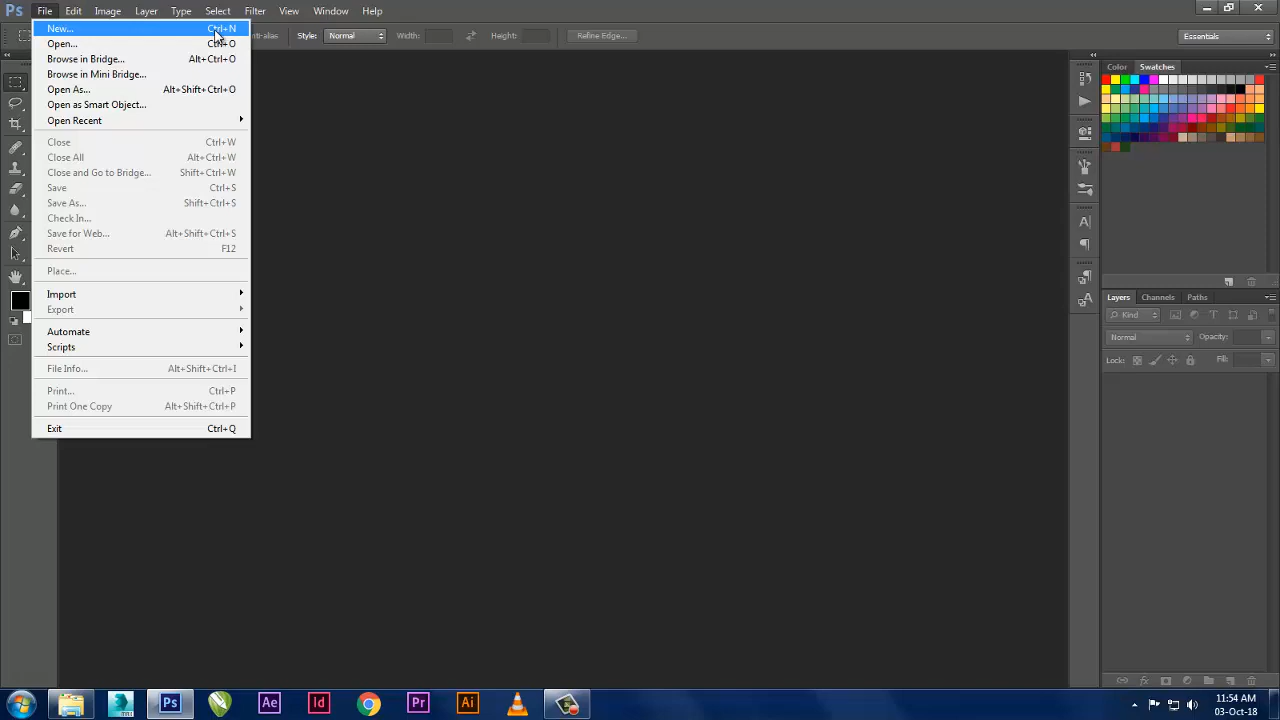 Ps File Edit Image Layer Type Select Filter View Window Help
Style: Normal Width: Height: Refine Edge... Essentials
New... Ctrl+N
Open... Ctrl+O
Browse in Bridge... Alt+Ctrl+O
Browse in Mini Bridge...
Open As... Alt+Shift+Ctrl+O
Open as Smart Object...
Open Recent
Close Ctrl+W
Close All Alt+Ctrl+W
Close and Go to Bridge... Shift+Ctrl+W
Save Ctrl+S
Save As... Shift+Ctrl+S
Check In...
Save for Web... Alt+Shift+Ctrl+S
Revert F12
Place...
Import
Export
Automate
Scripts
File Info... Alt+Shift+Ctrl+I
Print... Ctrl+P
Print One Copy Alt+Shift+Ctrl+P
Exit Ctrl+Q
Color Swatches
Layers Channels Paths
Kind
Normal Opacity:
Lock: Fill:
Ps Ae Id Pr Ai
11:54 AM
03-Oct-18